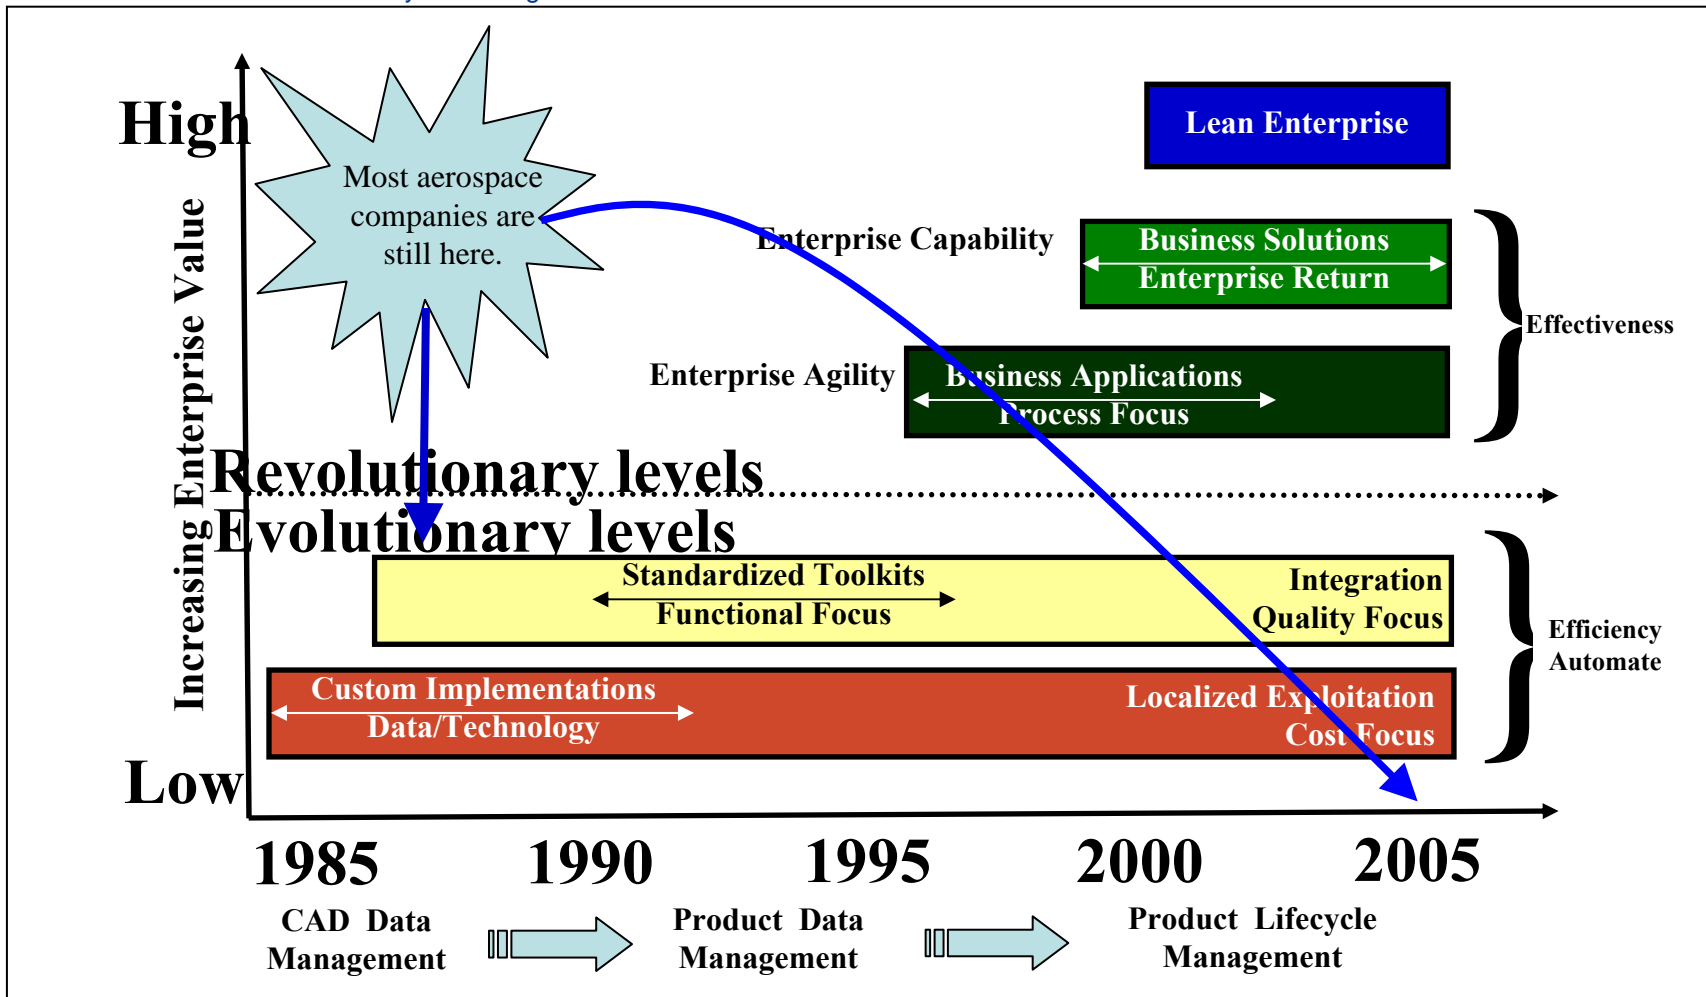 High
Lean Enterprise
Most aerospace
companies are
still here.
Enterprise Capability
Business Solutions
Enterprise Return
Effectiveness
Enterprise Agility
Business Applications
Process Focus
Increasing Enterprise Value
Revolutionary levels
Evolutionary levels
Standardized Toolkits
Functional Focus
Integration
Quality Focus
Efficiency
Automate
Custom Implementations
Data/Technology
Localized Exploitation
Cost Focus
Low
1985 1990 1995 2000 2005
CAD Data
Management
Product Data
Management
Product Lifecycle
Management